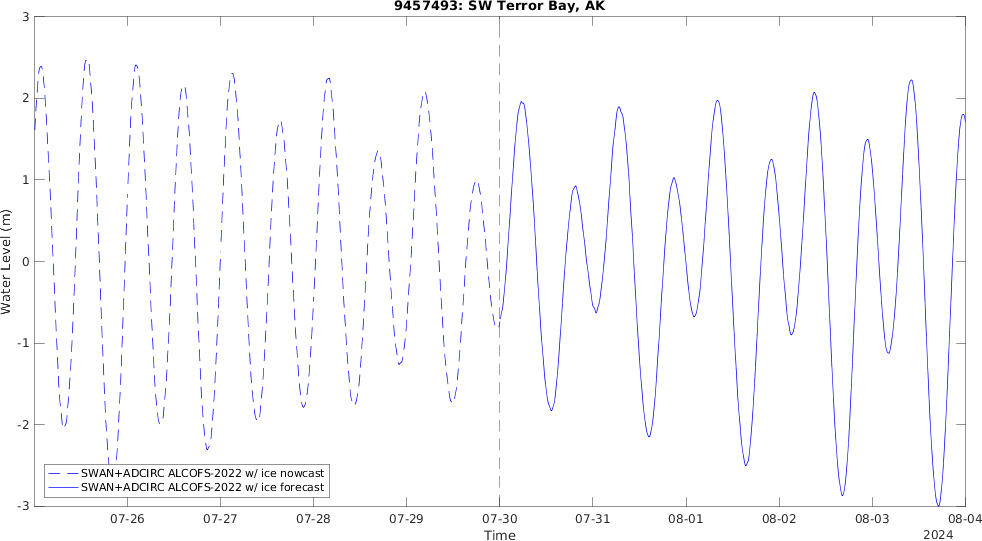 9457493: SW Terror Bay, AK
Water Level (m)
3
2
1
0
-1
-2
-3
SWAN+ADCIRC ALCOFS-2022 w/ ice nowcast
SWAN+ADCIRC ALCOFS-2022 w/ ice forecast
07-26 07-27 07-28 07-29 07-30 07-31 08-01 08-02 08-03 08-04
Time
2024